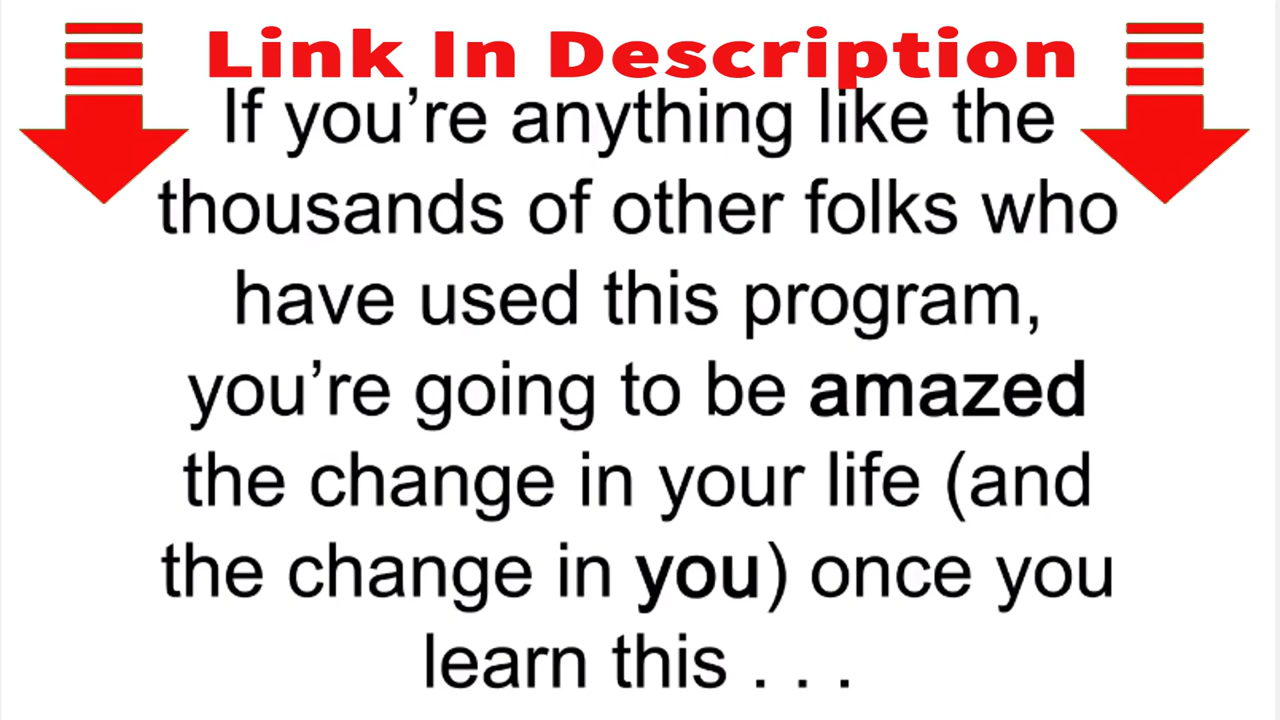 Link In Description
If you’re anything like the
thousands of other folks who
have used this program,
you’re going to be amazed
the change in your life (and
the change in you) once you
learn this . . .